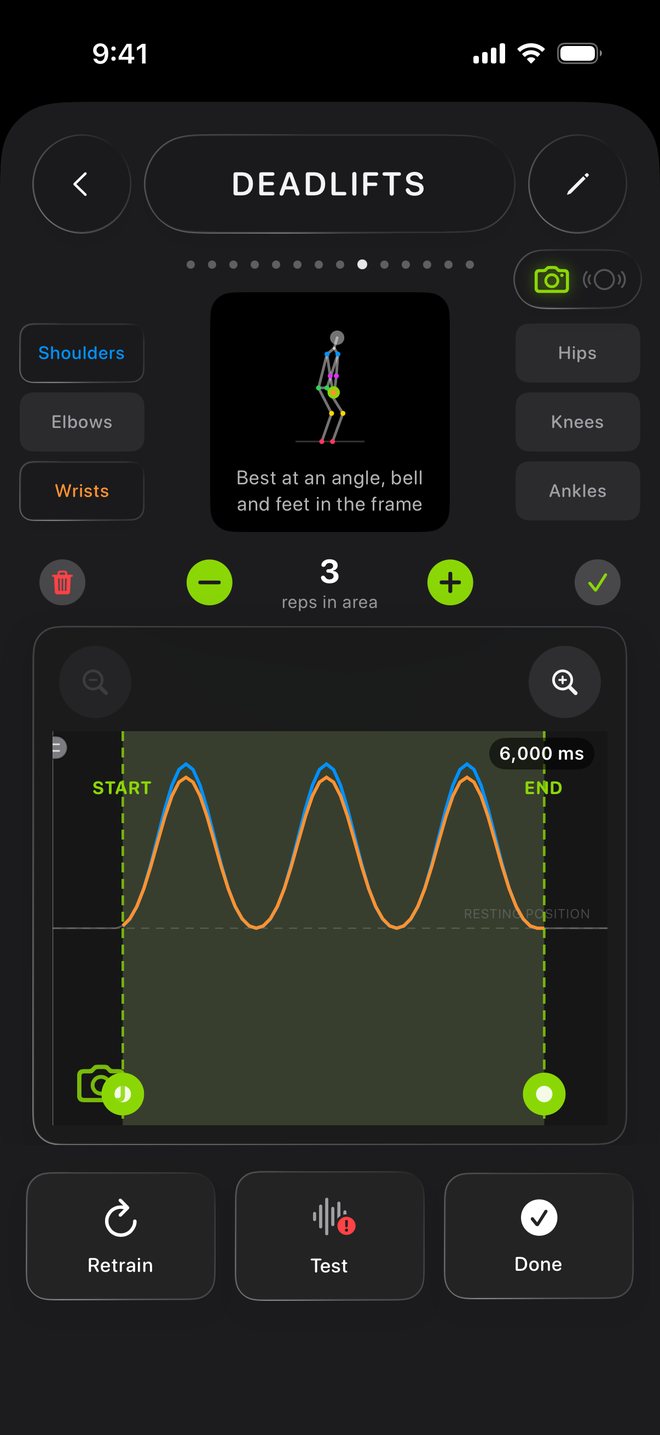 9:41
DEADLIFTS
Shoulders
Hips
Elbows
Knees
Wrists
Ankles
Best at an angle, bell
and feet in the frame
3
reps in area
6,000 ms
START
END
RESTING POSITION
Retrain
Test
Done